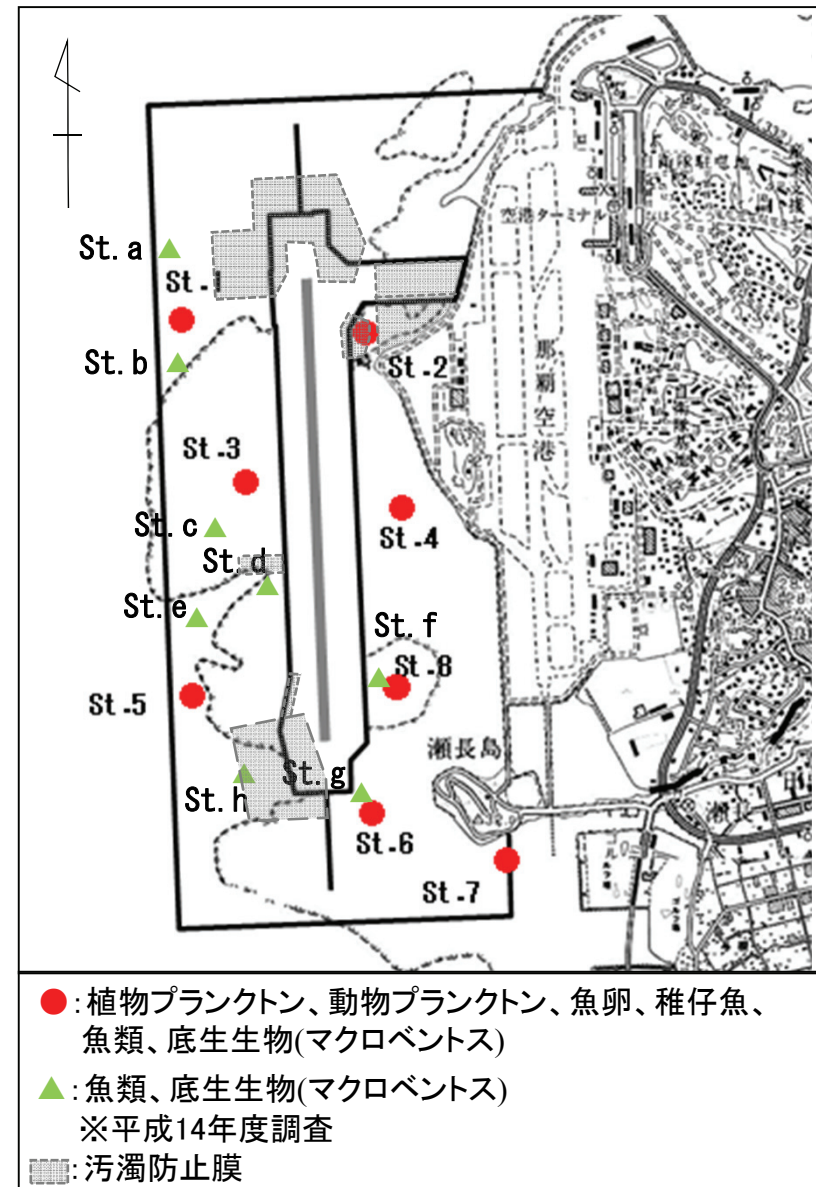 空港ターミナル
St. a
St. 1
St. b
St. 2
那覇空港
St. 3
St. c
St. 4
St. d
St. e
St. f
St. 8
St. 5
瀬長島
St. g
St. h
St. 6
瀬長
St. 7
●:植物プランクトン、動物プランクトン、魚卵、稚仔魚、
魚類、底生生物(マクロベントス)
▲:魚類、底生生物(マクロベントス)
※平成14年度調査
:汚濁防止膜